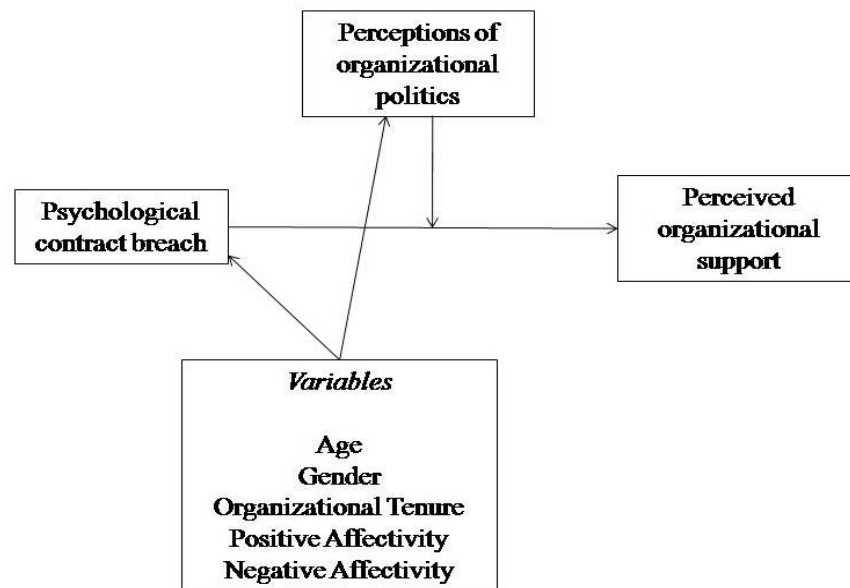 Perceptions of
organizational
politics
Psychological
contract breach
Perceived
organizational
support
Variables
Age
Gender
Organizational Tenure
Positive Affectivity
Negative Affectivity